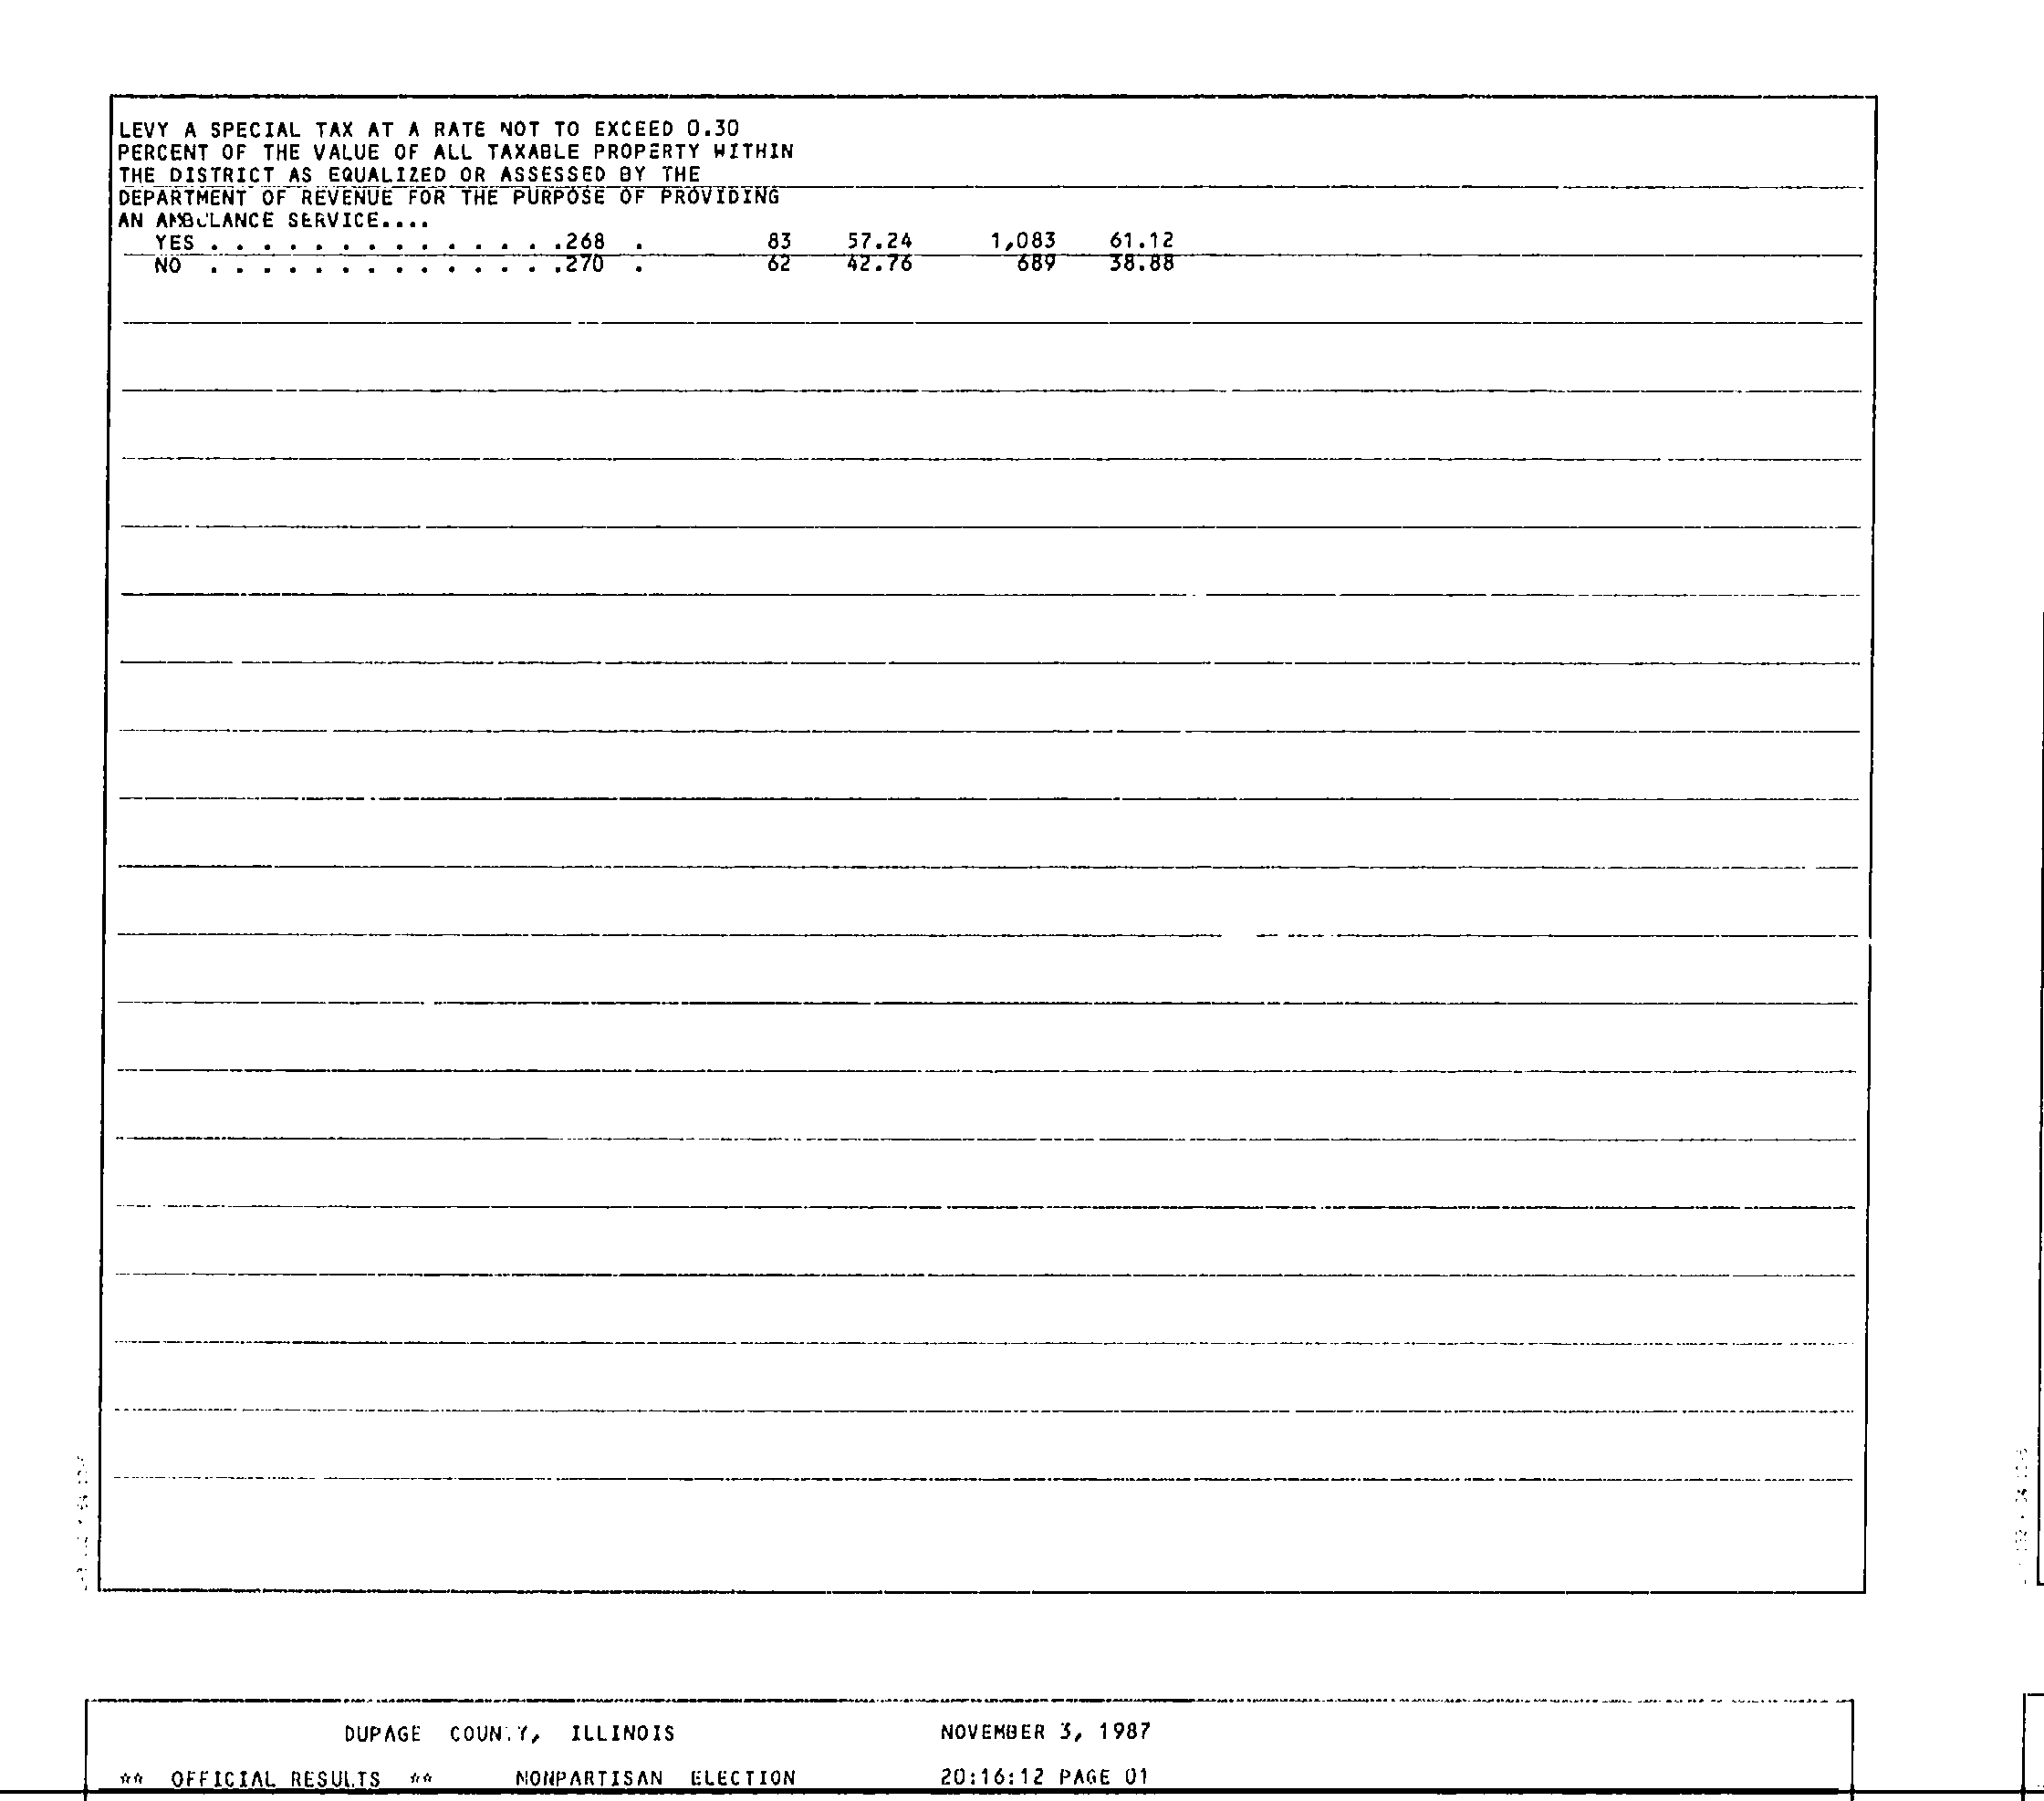 LEVY A SPECIAL TAX AT A RATE NOT TO EXCEED 0.30
PERCENT OF THE VALUE OF ALL TAXABLE PROPERTY WITHIN
THE DISTRICT AS EQUALIZED OR ASSESSED BY THE
DEPARTMENT OF REVENUE FOR THE PURPOSE OF PROVIDING
AN AMBULANCE SERVICE....
YES . . . . . . . . . . . . . .268 . 83 57.24 1,083 61.12
NO . . . . . . . . . . . . . .270 . 62 42.76 689 38.88
DUPAGE COUNTY, ILLINOIS NOVEMBER 3, 1987
** OFFICIAL RESULTS ** NONPARTISAN ELECTION 20:16:12 PAGE 01